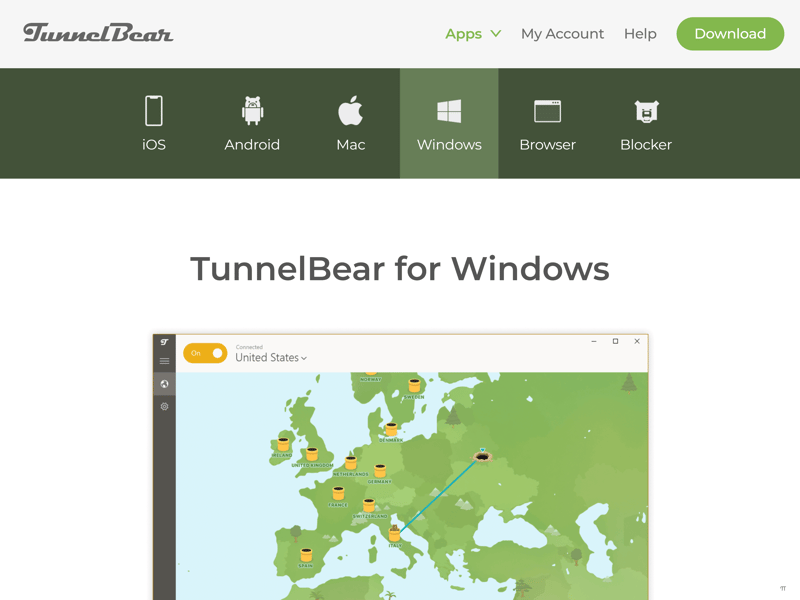 TunnelBear
Apps
My Account
Help
Download
iOS
Android
Mac
Windows
Browser
Blocker
TunnelBear for Windows
On
Connected
United States
NORWAY
SWEDEN
DENMARK
IRELAND
UNITED KINGDOM
NETHERLANDS
GERMANY
FRANCE
SWITZERLAND
ITALY
SPAIN